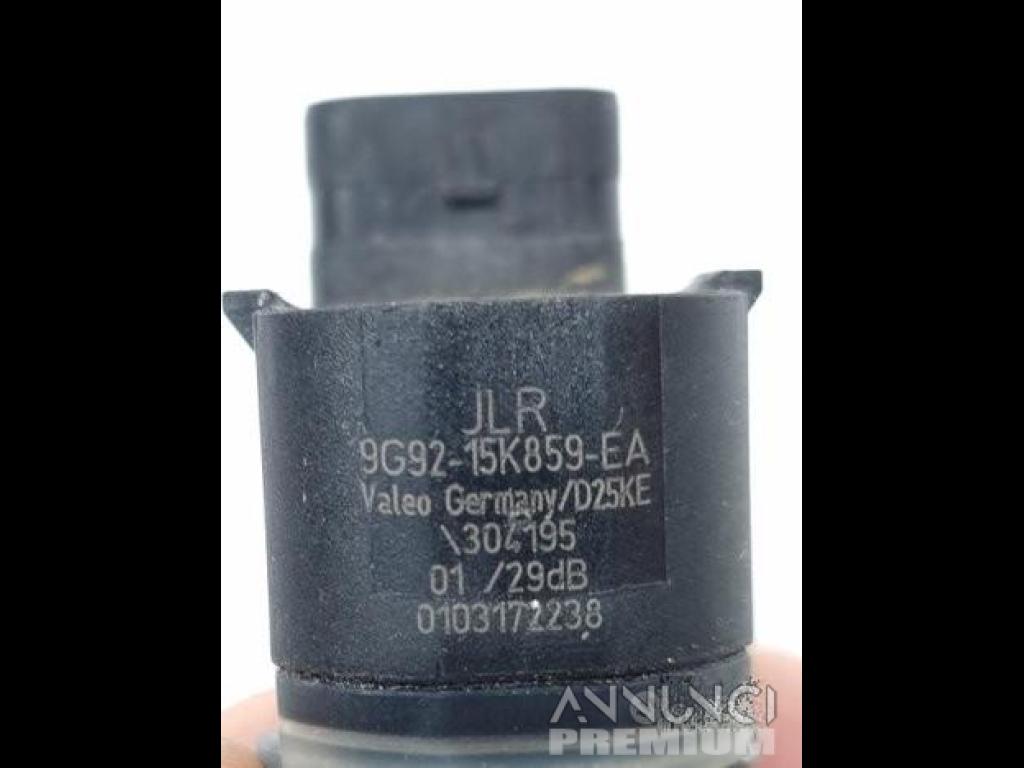 JLR
9G92-15K859-EA
Valeo Germany/D25KE
\304195
01 /29dB
0103172238
ANNUNCI
PREMIUM